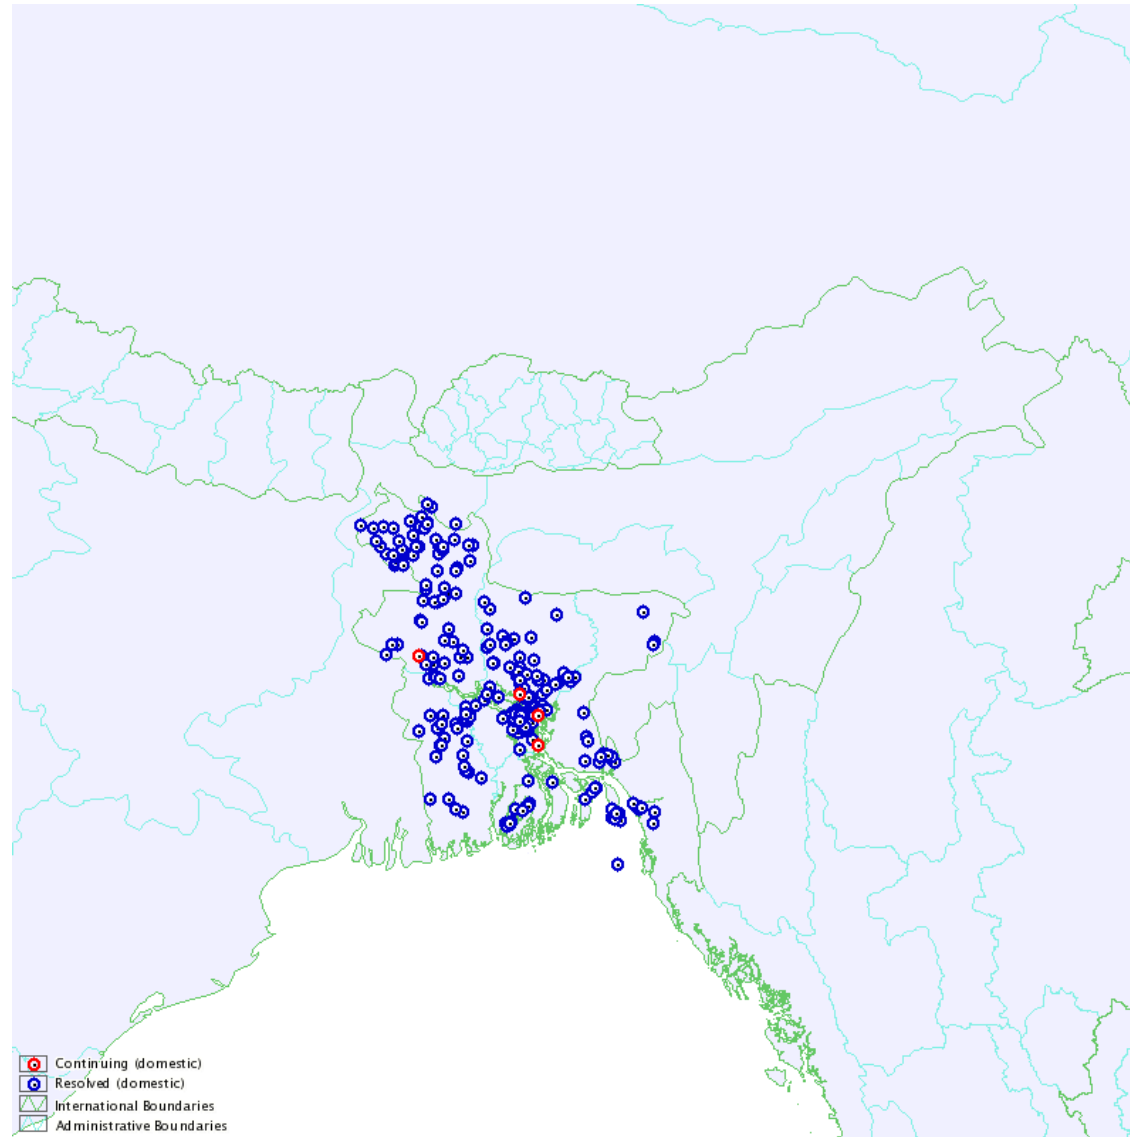 Continuing (domestic)
Resolved (domestic)
International Boundaries
Administrative Boundaries